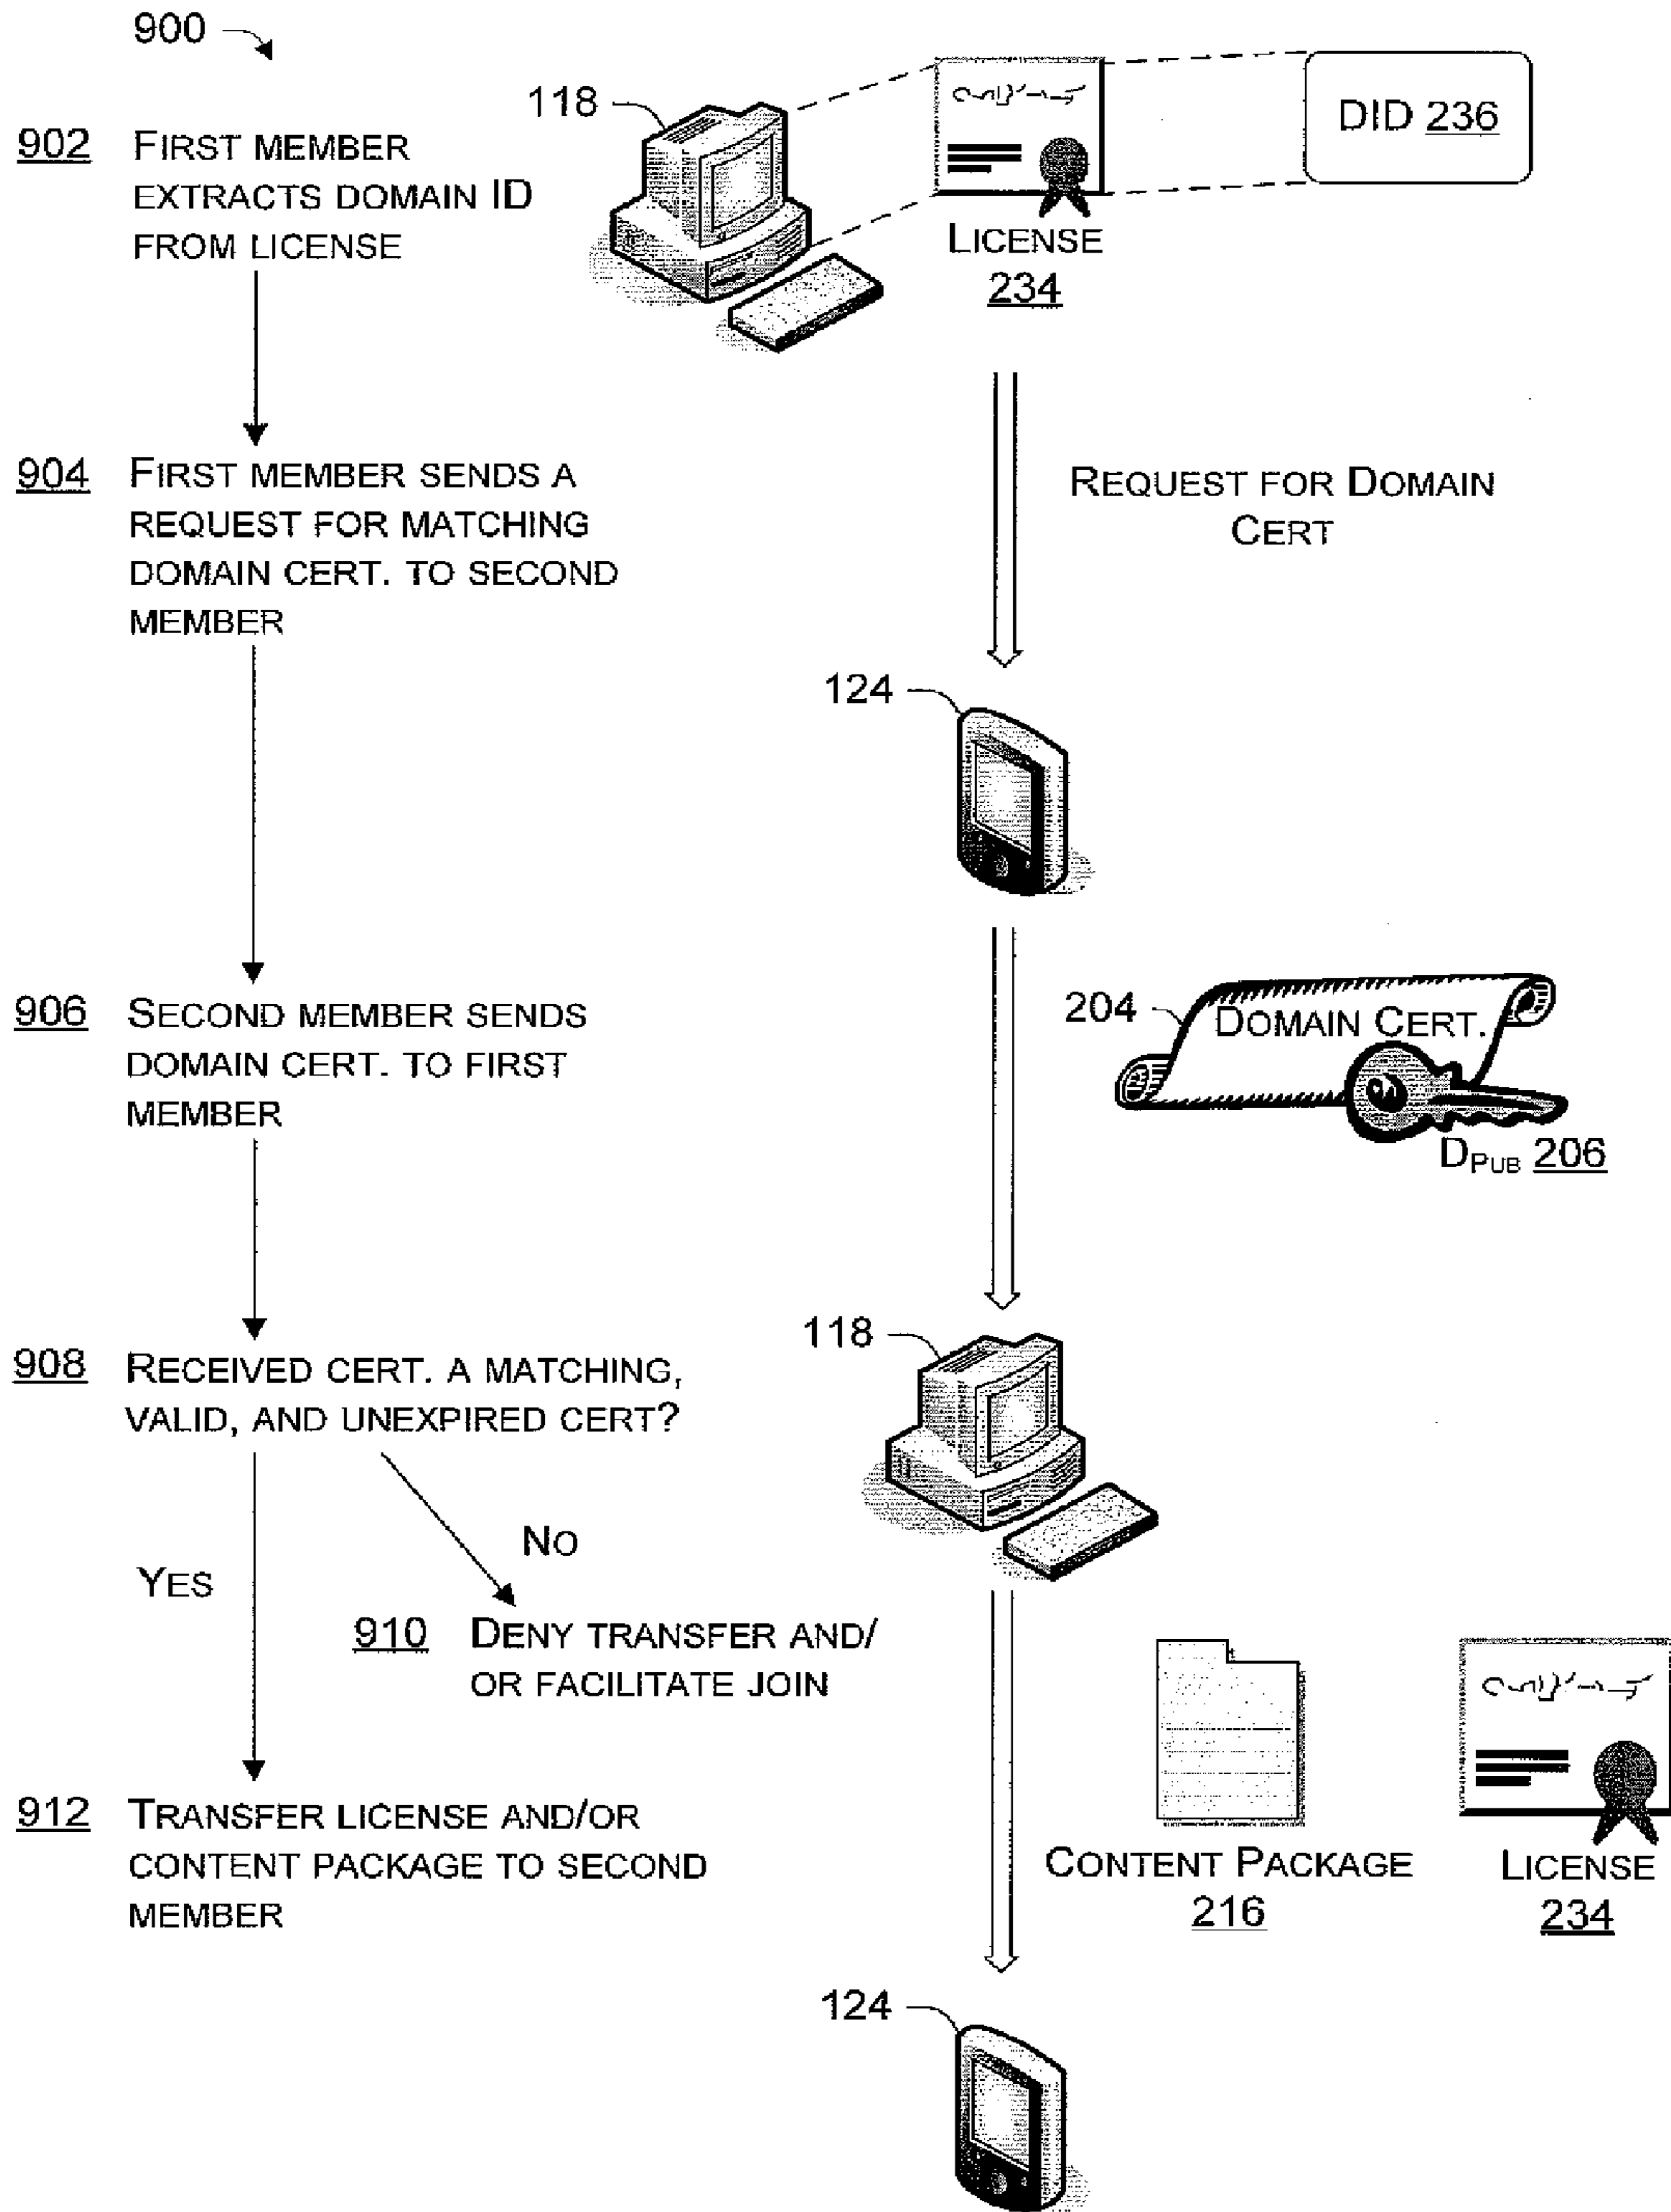 900
118
DID 236
902 FIRST MEMBER
EXTRACTS DOMAIN ID
FROM LICENSE
LICENSE
234
904 FIRST MEMBER SENDS A
REQUEST FOR MATCHING
DOMAIN CERT. TO SECOND
MEMBER
REQUEST FOR DOMAIN
CERT
124
906 SECOND MEMBER SENDS
DOMAIN CERT. TO FIRST
MEMBER
204
DOMAIN CERT.
DPUB 206
118
908 RECEIVED CERT. A MATCHING,
VALID, AND UNEXPIRED CERT?
NO
YES
910 DENY TRANSFER AND/
OR FACILITATE JOIN
912 TRANSFER LICENSE AND/OR
CONTENT PACKAGE TO SECOND
MEMBER
CONTENT PACKAGE
216
LICENSE
234
124